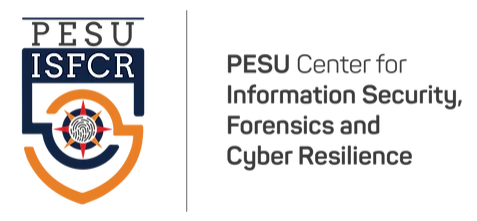 PESU
ISFCR
PESU Center for
Information Security,
Forensics and
Cyber Resilience